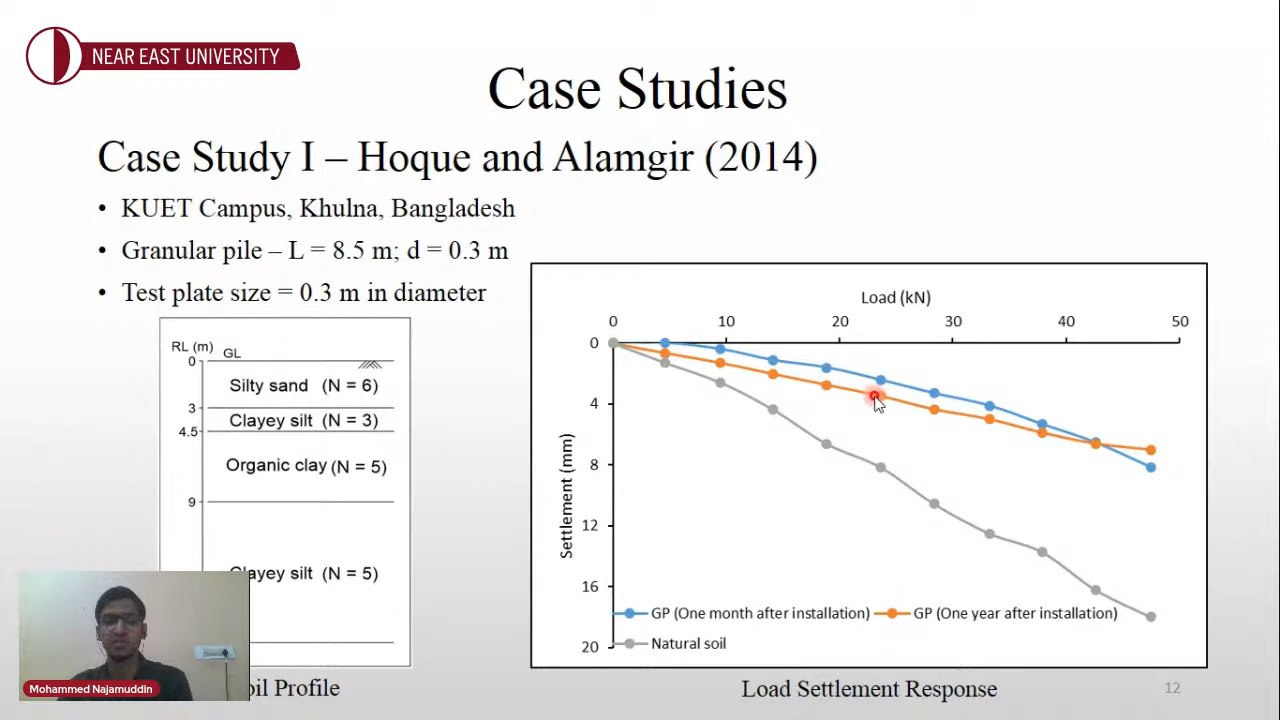 NEAR EAST UNIVERSITY
Case Studies
Case Study I – Hoque and Alamgir (2014)
• KUET Campus, Khulna, Bangladesh
• Granular pile – L = 8.5 m; d = 0.3 m
• Test plate size = 0.3 m in diameter
RL (m)
GL
0
Silty sand (N = 6)
3
Clayey silt (N = 3)
4.5
Organic clay (N = 5)
9
Clayey silt (N = 5)
Mohammed Najamuddin
Profile
Load (kN)
0 10 20 30 40 50
0
4
8
12
16
20
Settlement (mm)
GP (One month after installation) GP (One year after installation)
Natural soil
Load Settlement Response
12